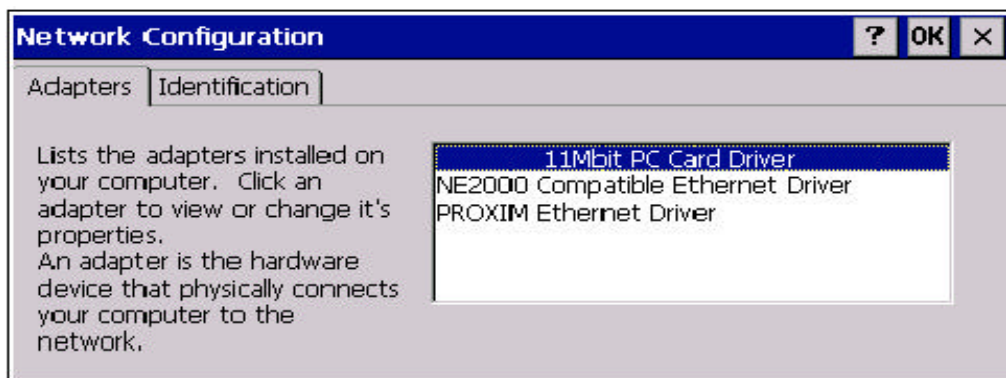 Network Configuration ? OK ×
Adapters Identification
Lists the adapters installed on
your computer. Click an
adapter to view or change it's
properties.
An adapter is the hardware
device that physically connects
your computer to the
network.
11Mbit PC Card Driver
NE2000 Compatible Ethernet Driver
PROXIM Ethernet Driver